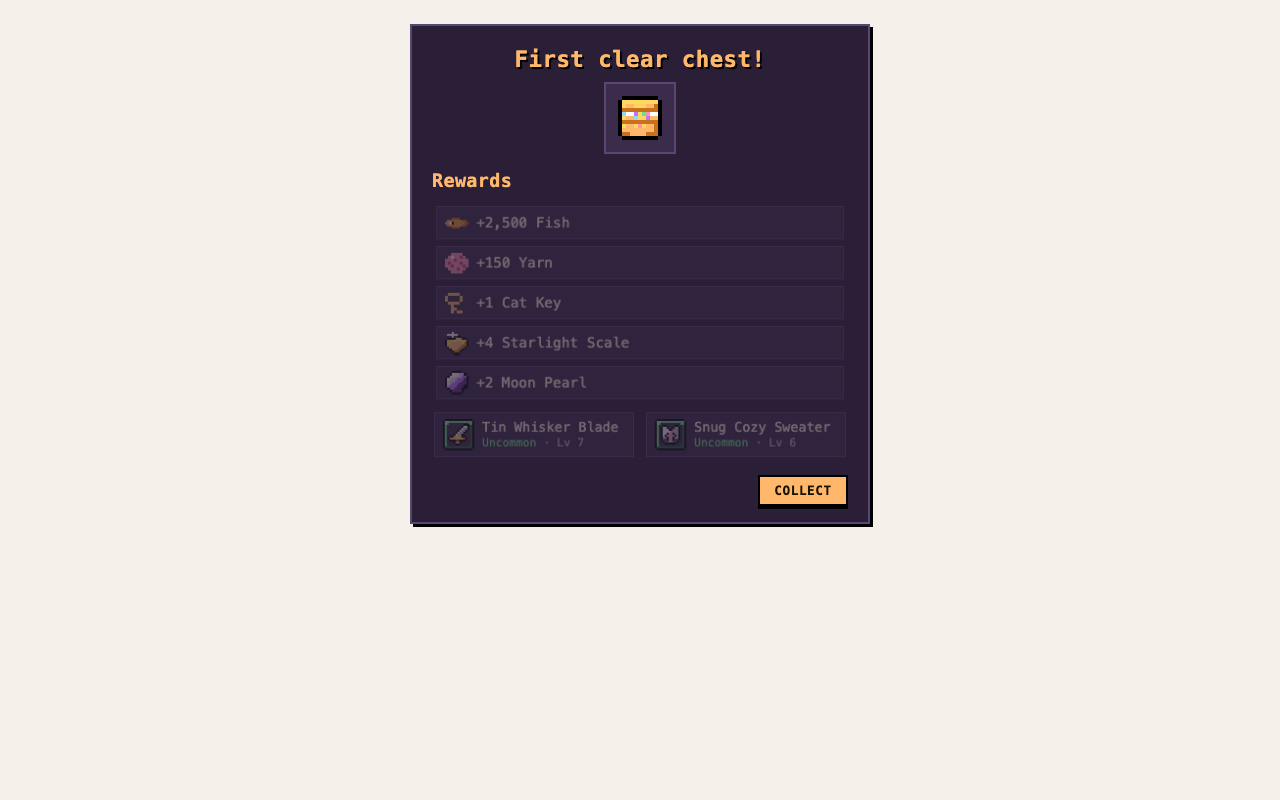 First clear chest!
Rewards
+2,500 Fish
+150 Yarn
+1 Cat Key
+4 Starlight Scale
+2 Moon Pearl
Tin Whisker Blade
Uncommon · Lv 7
Snug Cozy Sweater
Uncommon · Lv 6
COLLECT